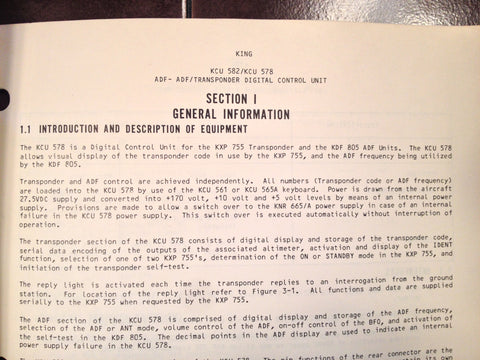 KING
KCU 582/KCU 578
ADF- ADF/TRANSPONDER DIGITAL CONTROL UNIT
SECTION I
GENERAL INFORMATION
1.1 INTRODUCTION AND DESCRIPTION OF EQUIPMENT
The KCU 578 is a Digital Control Unit for the KXP 755 Transponder and the KDF 805 ADF Units. The KCU 578
allows visual display of the transponder code in use by the KXP 755, and the ADF frequency being utilized
by the KDF 805.
Transponder and ADF control are achieved independently. All numbers (Transponder code or ADF frequency)
are loaded into the KCU 578 by use of the KCU 561 or KCU 565A keyboard. Power is drawn from the aircraft
27.5VDC supply and converted into +170 volt, +10 volt and +5 volt levels by means of an internal power
supply. Provisions are made to allow a switch over to the KNR 665/A power supply in case of an internal
failure in the KCU 578 power supply. This switch over is executed automatically without interruption of
operation.
The transponder section of the KCU 578 consists of digital display and storage of the transponder code,
serial data encoding of the outputs of the associated altimeter, activation and display of the IDENT
function, selection of one of two KXP 755's, determination of the ON or STANDBY mode in the KXP 755, and
initiation of the transponder self-test.
The reply light is activated each time the transponder replies to an interrogation from the ground
station. For location of the reply light refer to Figure 3-1. All functions and data are supplied
serially to the KXP 755 when requested by the KXP 755.
The ADF section of the KCU 578 is comprised of digital display and storage of the ADF frequency,
selection of the ADF or ANT mode, volume control of the ADF, on-off control of the BFO, and activation of
the self-test in the KDF 805. The decimal points in the ADF display are used to indicate an internal
power supply failure in the KCU 578.
The pin functions of the rear connector are the